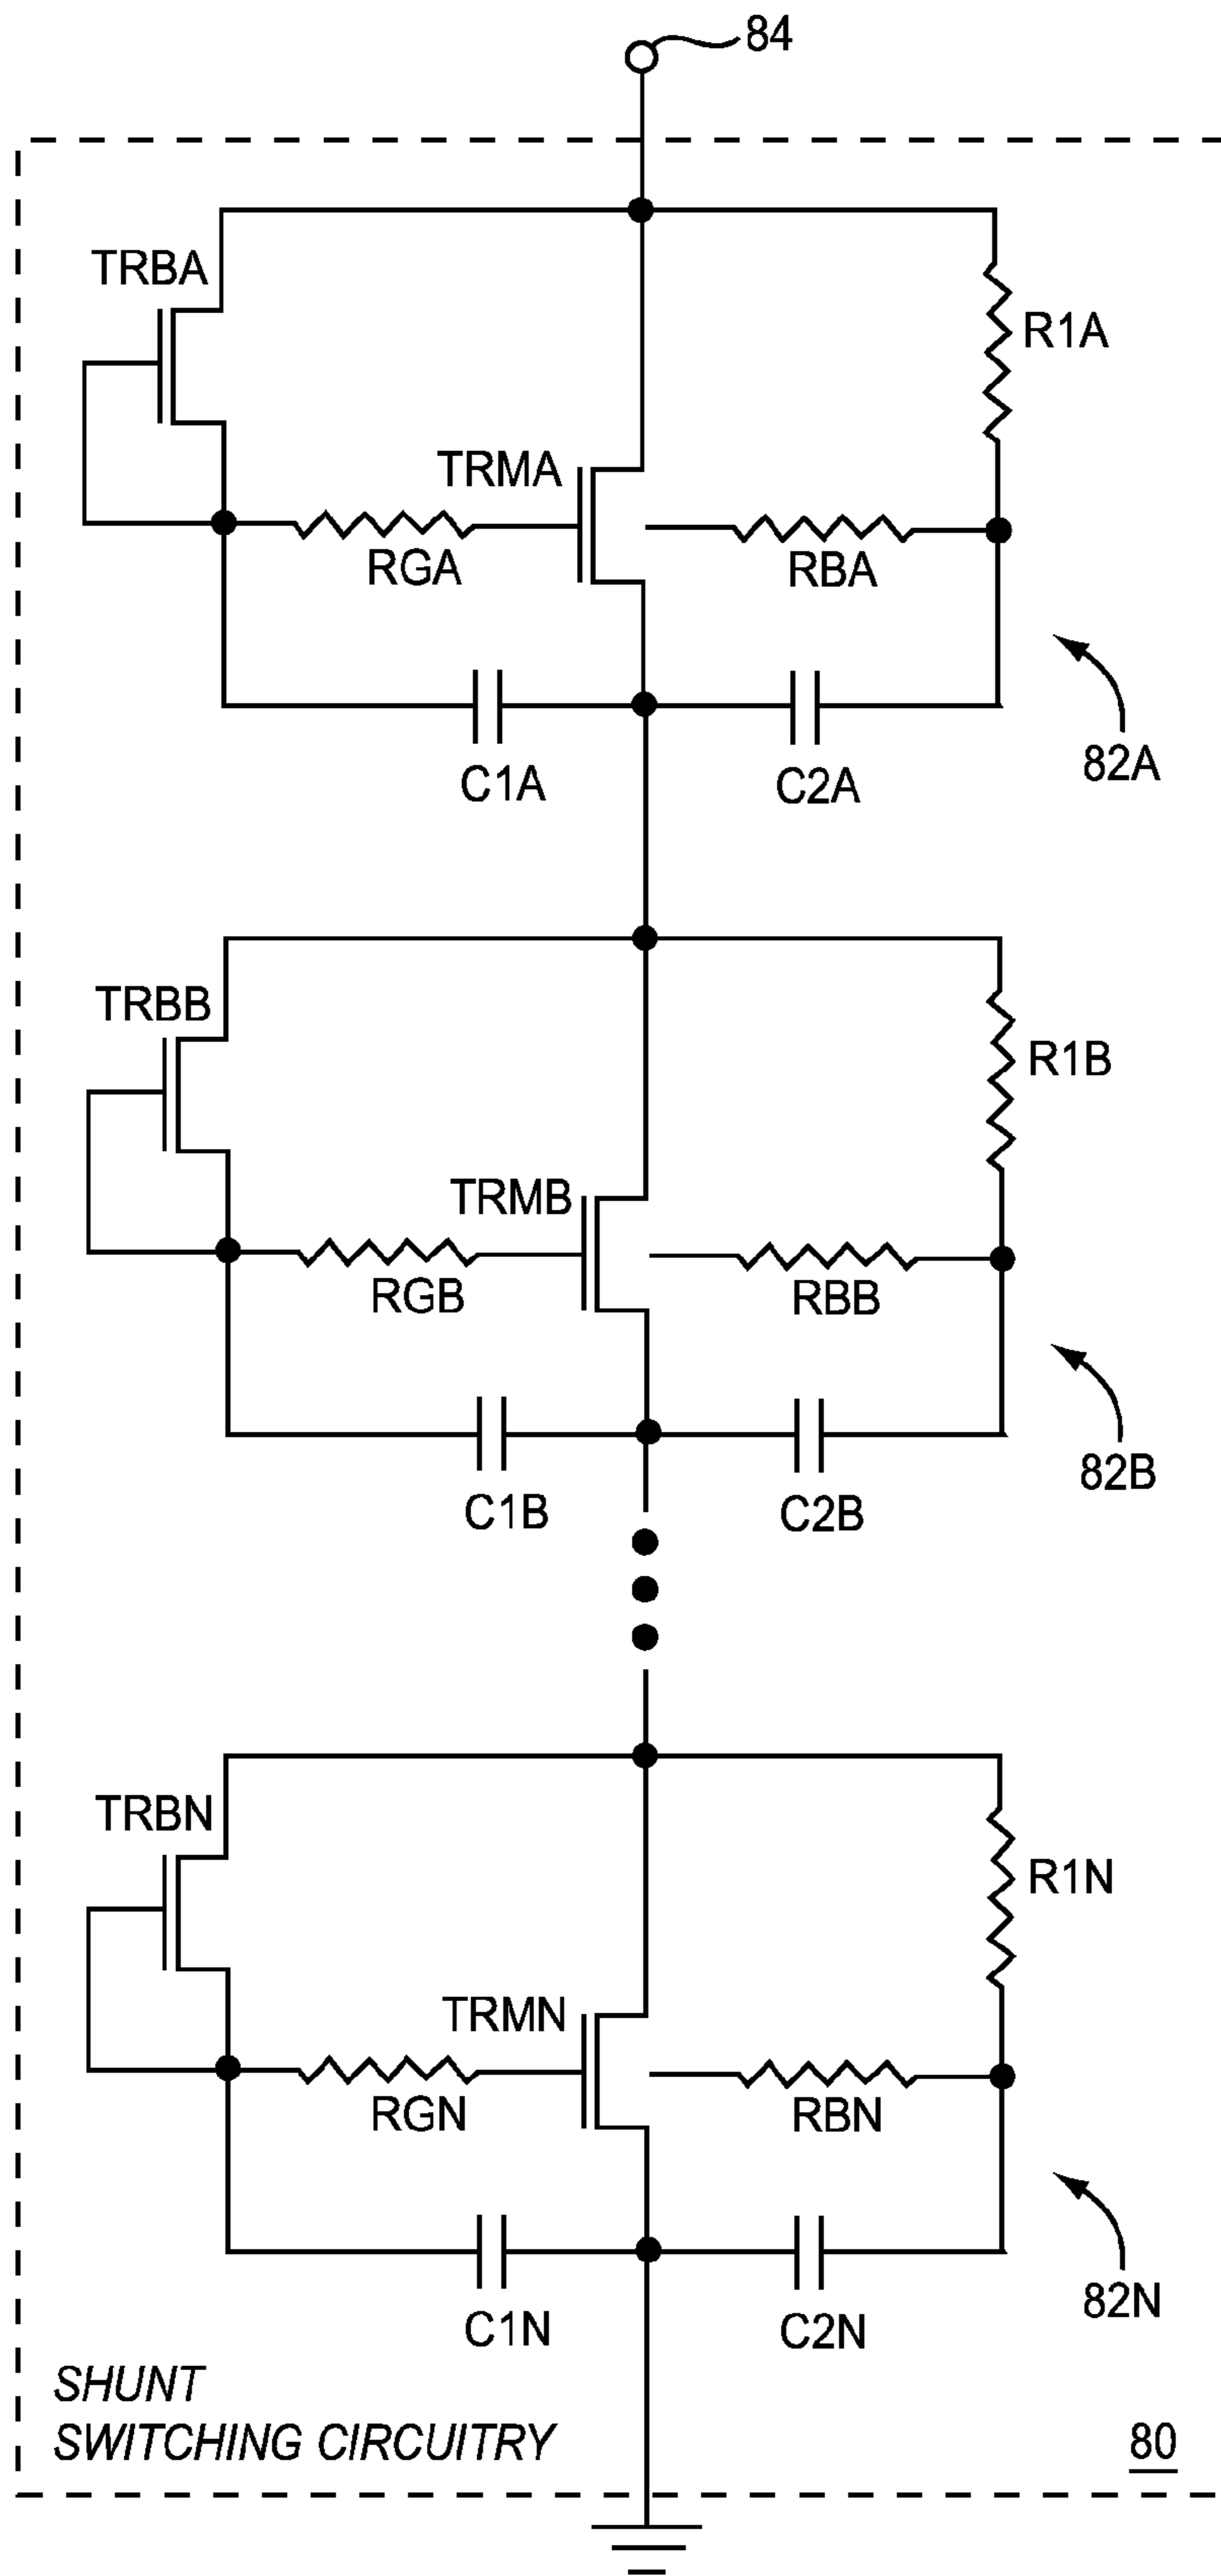 84
TRBA
R1A
TRMA
RGA
RBA
C1A
C2A
82A
TRBB
R1B
TRMB
RGB
RBB
C1B
C2B
82B
TRBN
R1N
TRMN
RGN
RBN
C1N
C2N
82N
SHUNT
SWITCHING CIRCUITRY
80